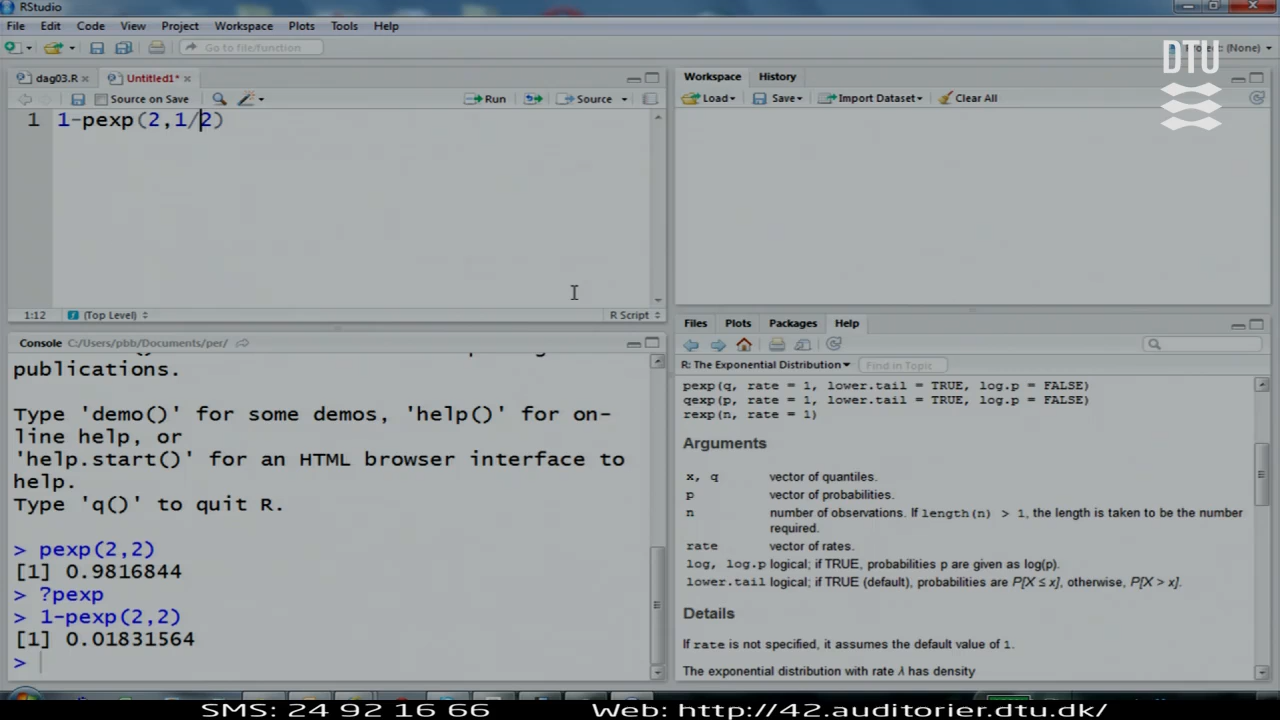 RStudio
File Edit Code View Project Workspace Plots Tools Help
Go to file/function
(None)
DTU
dag03.R Untitled1*
Source on Save Run Source
1 1-pexp(2,1/2)
1:12 (Top Level) R Script
Console C:/Users/pbb/Documents/per/
publications.
Type 'demo()' for some demos, 'help()' for on-
line help, or
'help.start()' for an HTML browser interface to
help.
Type 'q()' to quit R.
> pexp(2,2)
[1] 0.9816844
> ?pexp
> 1-pexp(2,2)
[1] 0.01831564
>
Workspace History
Load Save Import Dataset Clear All
Files Plots Packages Help
R: The Exponential Distribution Find in Topic
pexp(q, rate = 1, lower.tail = TRUE, log.p = FALSE)
qexp(p, rate = 1, lower.tail = TRUE, log.p = FALSE)
rexp(n, rate = 1)
Arguments
x, q vector of quantiles.
p vector of probabilities.
n number of observations. If length(n) > 1, the length is taken to be the number
required.
rate vector of rates.
log, log.p logical; if TRUE, probabilities p are given as log(p).
lower.tail logical; if TRUE (default), probabilities are P[X ≤ x], otherwise, P[X > x].
Details
If rate is not specified, it assumes the default value of 1.
The exponential distribution with rate λ has density
SMS: 24 92 16 66 Web: http://42.auditorier.dtu.dk/